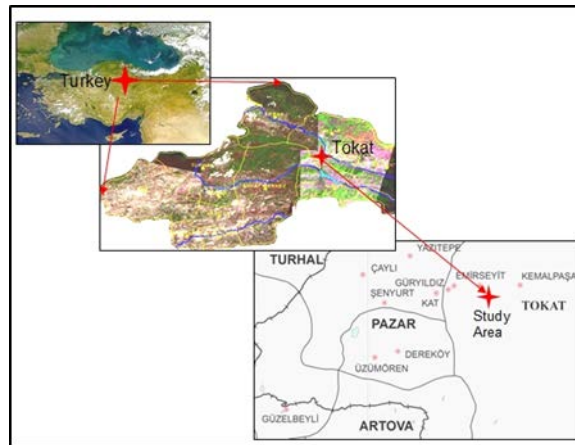 Turkey
Tokat
YAZITEPE
TURHAL
ÇAYLI
GÜRYILDIZ
EMİRSEYİT
KEMALPAŞA
ŞENYURT
KAT
TOKAT
Study
Area
PAZAR
DEREKÖY
ÜZÜMÖREN
GÜZELBEYLİ
ARTOVA